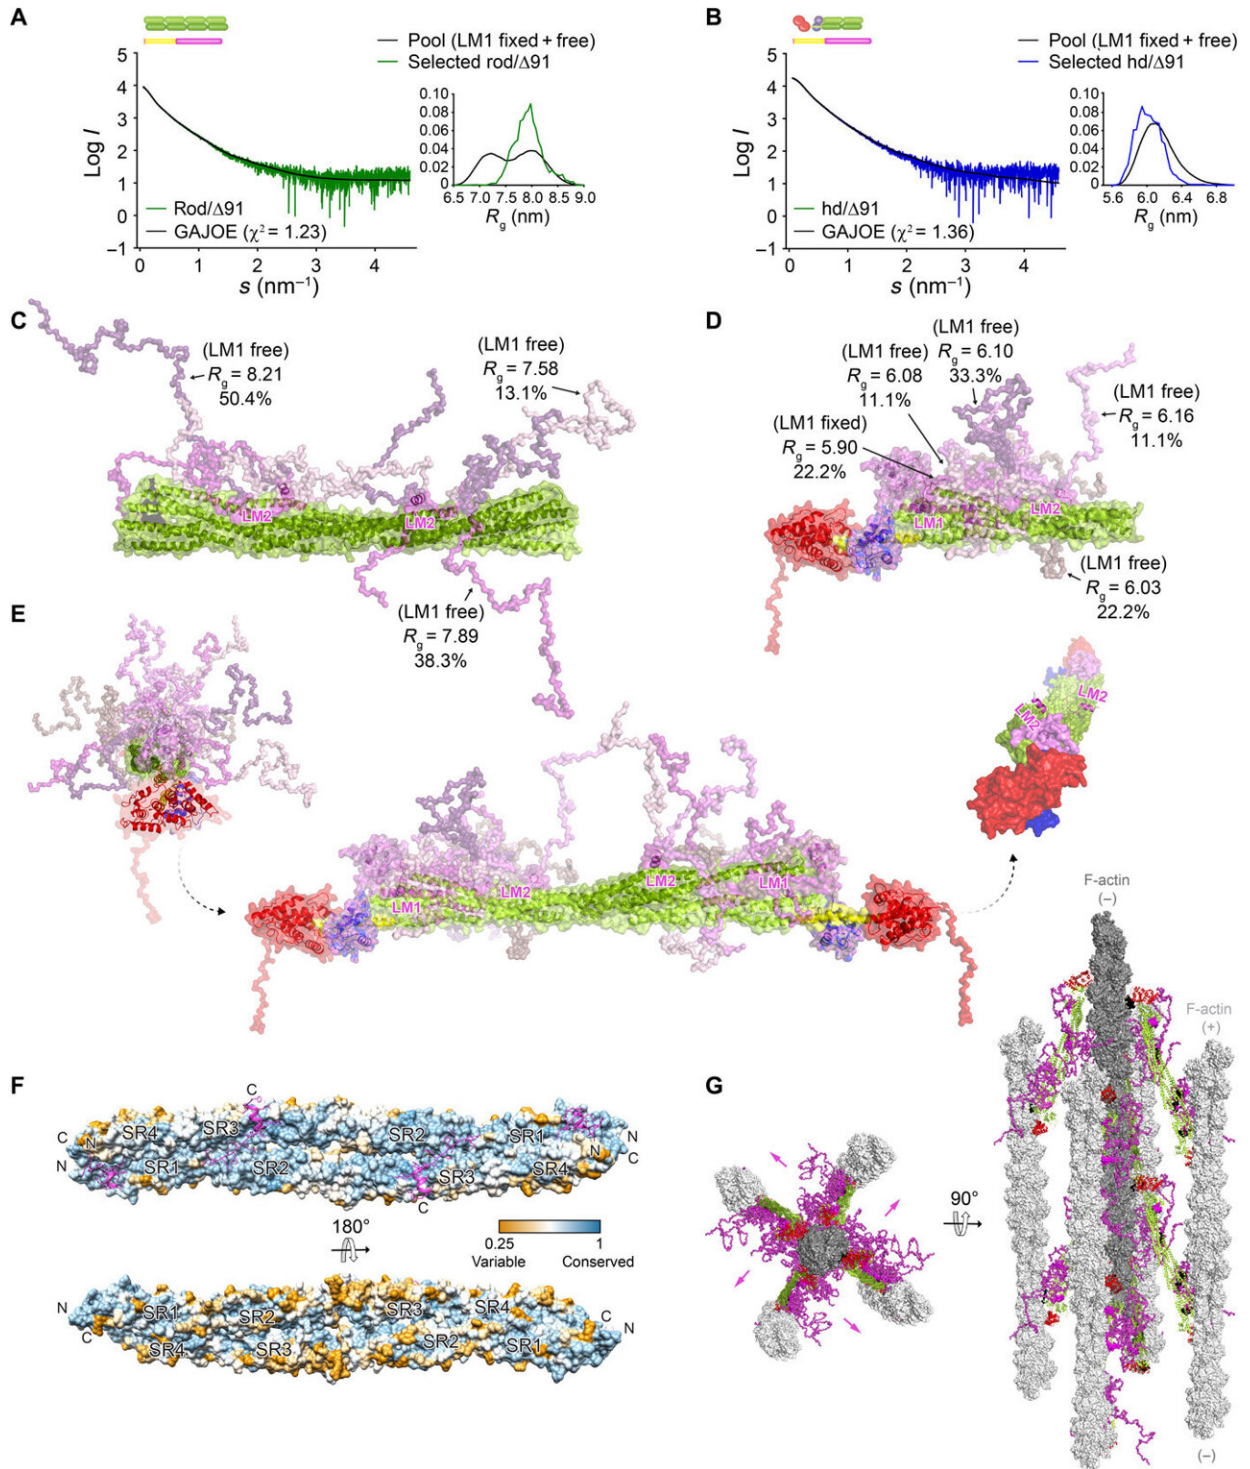 A
Pool (LM1 fixed + free)
Selected rod/Δ91
Log I
5
4
3
2
1
0
−1
0
1
2
3
4
s (nm⁻¹)
Rod/Δ91
GAJOE (χ² = 1.23)
0.10
0.08
0.06
0.04
0.02
0
6.5 7.0 7.5 8.0 8.5 9.0
Rg (nm)
B
Pool (LM1 fixed + free)
Selected hd/Δ91
Log I
5
4
3
2
1
0
−1
0
1
2
3
4
s (nm⁻¹)
hd/Δ91
GAJOE (χ² = 1.36)
0.10
0.08
0.06
0.04
0.02
0
5.6 6.0 6.4 6.8
Rg (nm)
C
(LM1 free)
Rg = 8.21
50.4%
(LM1 free)
Rg = 7.58
13.1%
LM2
LM2
(LM1 free)
Rg = 7.89
38.3%
D
(LM1 free)
Rg = 6.10
33.3%
(LM1 free)
Rg = 6.08
11.1%
(LM1 fixed)
Rg = 5.90
22.2%
(LM1 free)
Rg = 6.16
11.1%
LM1
LM2
(LM1 free)
Rg = 6.03
22.2%
E
LM1
LM2
LM2
LM1
LM2
LM2
F
C
SR4
SR3
SR2
SR1
C
N
N
SR1
SR2
SR3
SR4
N
N
C
C
180°
0.25
1
Variable
Conserved
N
SR1
SR2
SR3
SR4
C
SR4
SR3
SR2
SR1
C
N
G
90°
F-actin
(−)
F-actin
(+)
(−)